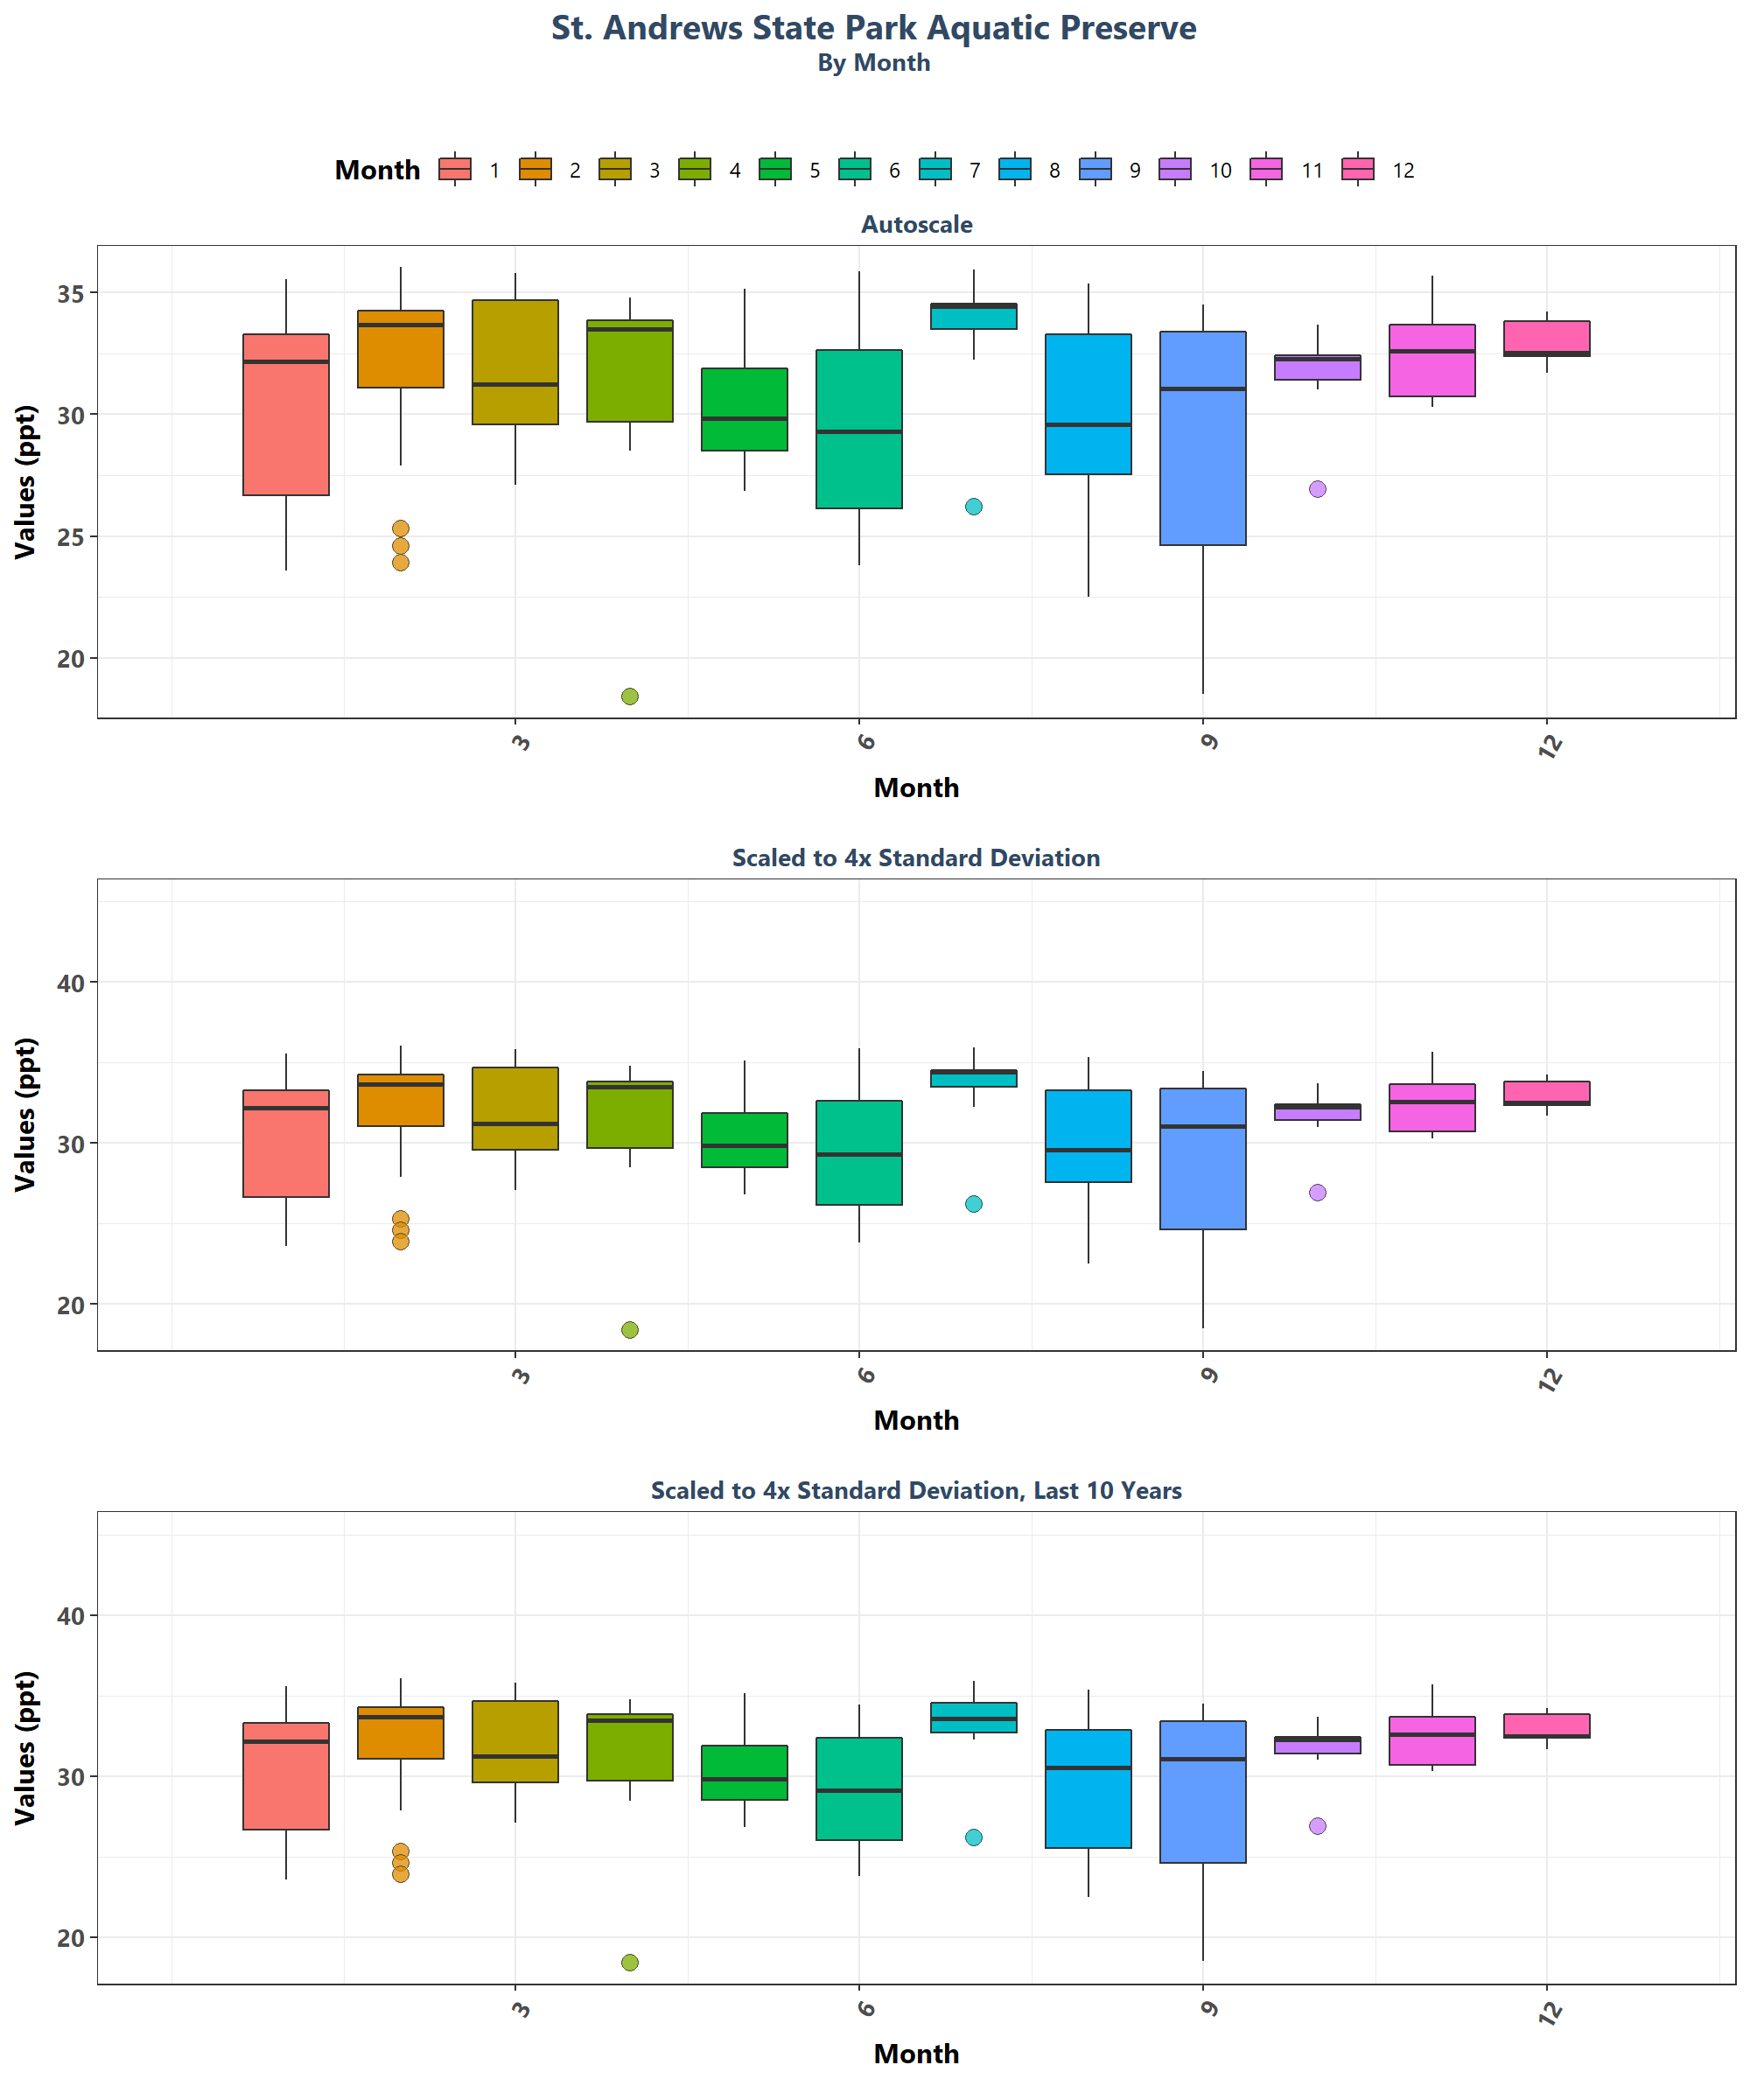 St. Andrews State Park Aquatic Preserve
By Month
Month 1 2 3 4 5 6 7 8 9 10 11 12
Autoscale
Values (ppt)
35
30
25
20
3 6 9 12
Month
Scaled to 4x Standard Deviation
Values (ppt)
40
30
20
3 6 9 12
Month
Scaled to 4x Standard Deviation, Last 10 Years
Values (ppt)
40
30
20
3 6 9 12
Month